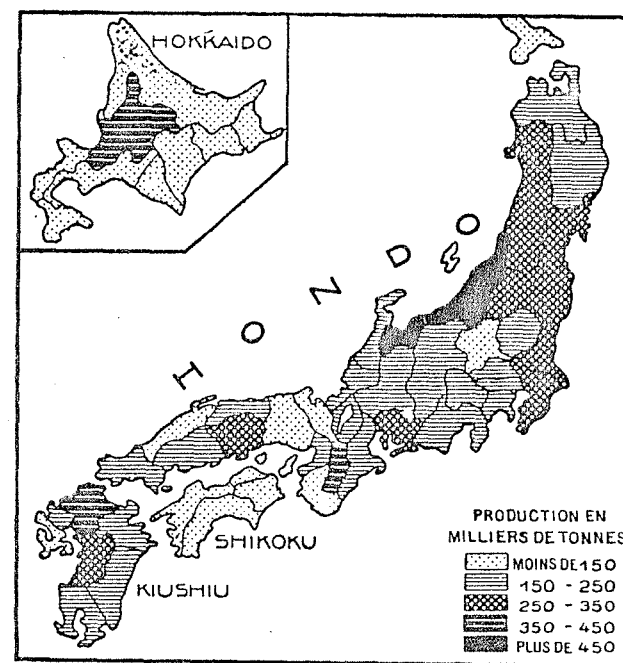 HOKKAIDO
HONDO
SHIKOKU
KIUSHIU
PRODUCTION EN
MILLIERS DE TONNES
MOINS DE 150
150 - 250
250 - 350
350 - 450
PLUS DE 450